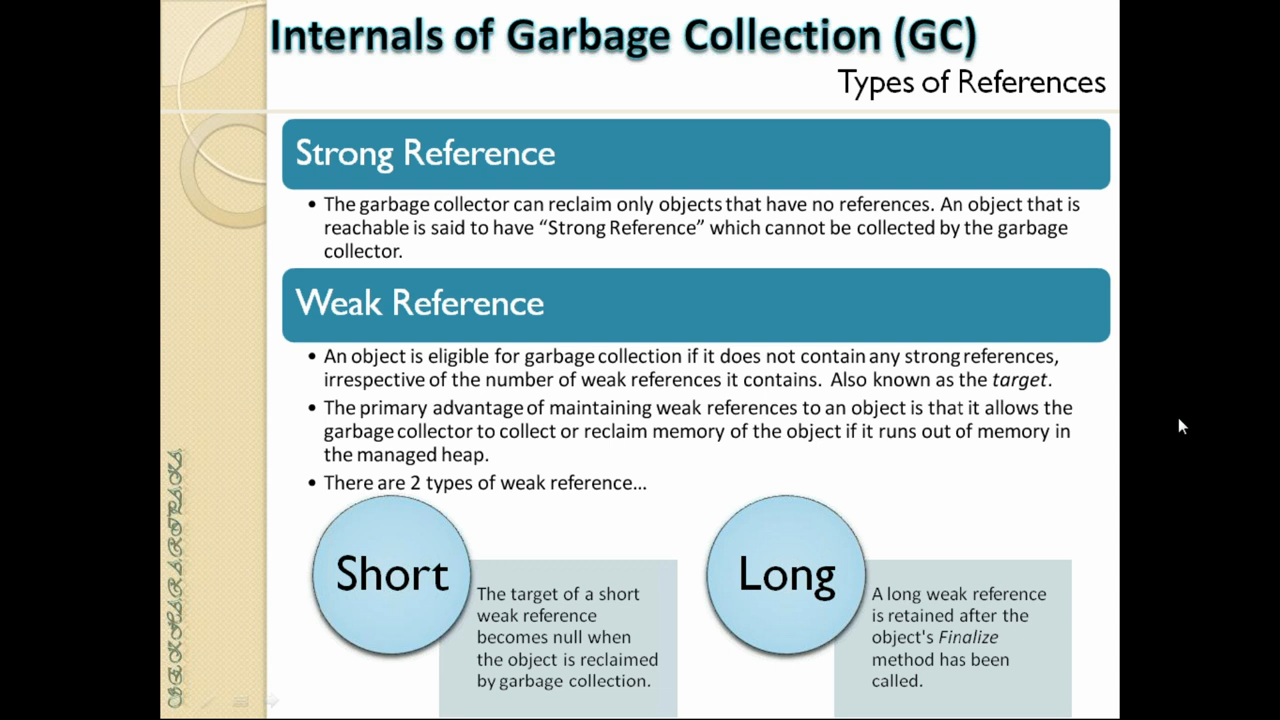 Internals of Garbage Collection (GC)
Types of References
Strong Reference
• The garbage collector can reclaim only objects that have no references. An object that is
reachable is said to have “Strong Reference” which cannot be collected by the garbage
collector.
Weak Reference
• An object is eligible for garbage collection if it does not contain any strong references,
irrespective of the number of weak references it contains. Also known as the target.
• The primary advantage of maintaining weak references to an object is that it allows the
garbage collector to collect or reclaim memory of the object if it runs out of memory in
the managed heap.
• There are 2 types of weak reference...
Short
The target of a short
weak reference
becomes null when
the object is reclaimed
by garbage collection.
Long
A long weak reference
is retained after the
object's Finalize
method has been
called.